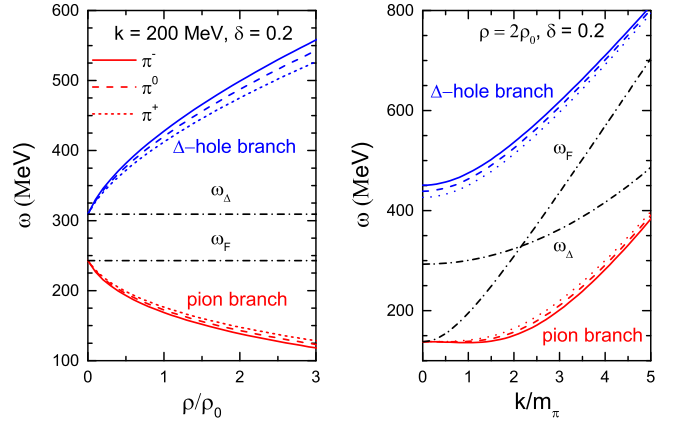 k = 200 MeV, δ = 0.2
π⁻
π⁰
π⁺
Δ−hole branch
ω_Δ
ω_F
pion branch
ω (MeV)
600
500
400
300
200
100
0
1
2
3
ρ/ρ₀
ρ = 2ρ₀, δ = 0.2
Δ−hole branch
ω_F
ω_Δ
pion branch
ω (MeV)
800
600
400
200
0
1
2
3
4
5
k/m_π